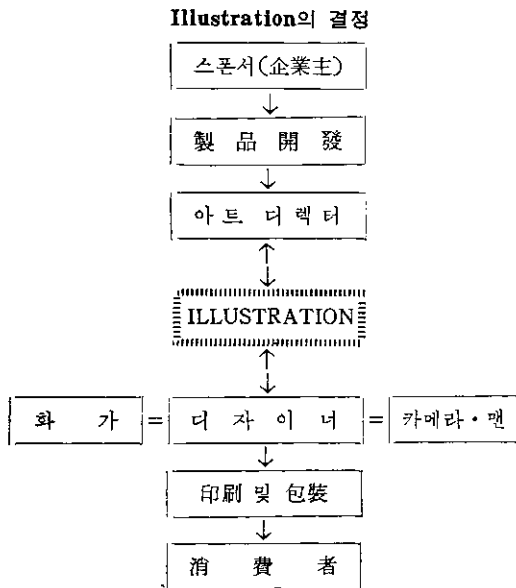 Illustration의 결정
스폰서(企業主)
製品開發
아트 디렉터
ILLUSTRATION
화 가 = 디 자 이 너 = 카메라·맨
印刷 및 包裝
消 費 者